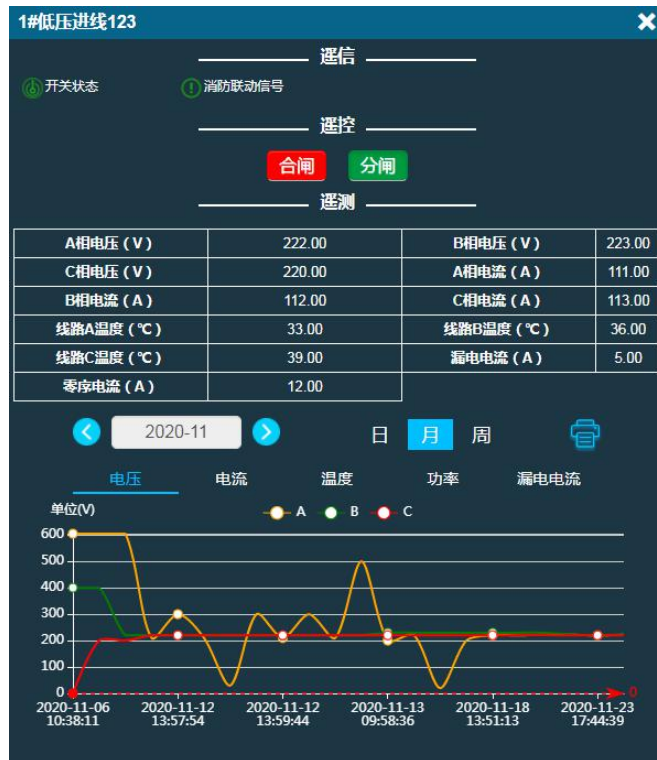 1#低压进线123
遥信
开关状态 消防联动信号
遥控
合闸 分闸
遥测
A相电压（V） 222.00 B相电压（V） 223.00
C相电压（V） 220.00 A相电流（A） 111.00
B相电流（A） 112.00 C相电流（A） 113.00
线路A温度（℃） 33.00 线路B温度（℃） 36.00
线路C温度（℃） 39.00 漏电电流（A） 5.00
零序电流（A） 12.00
2020-11 日 月 周
电压 电流 温度 功率 漏电电流
单位(V) A B C
600
500
400
300
200
100
0 0
2020-11-06 2020-11-12 2020-11-12 2020-11-13 2020-11-18 2020-11-23
10:38:11 13:57:54 13:59:44 09:58:36 13:51:13 17:44:39